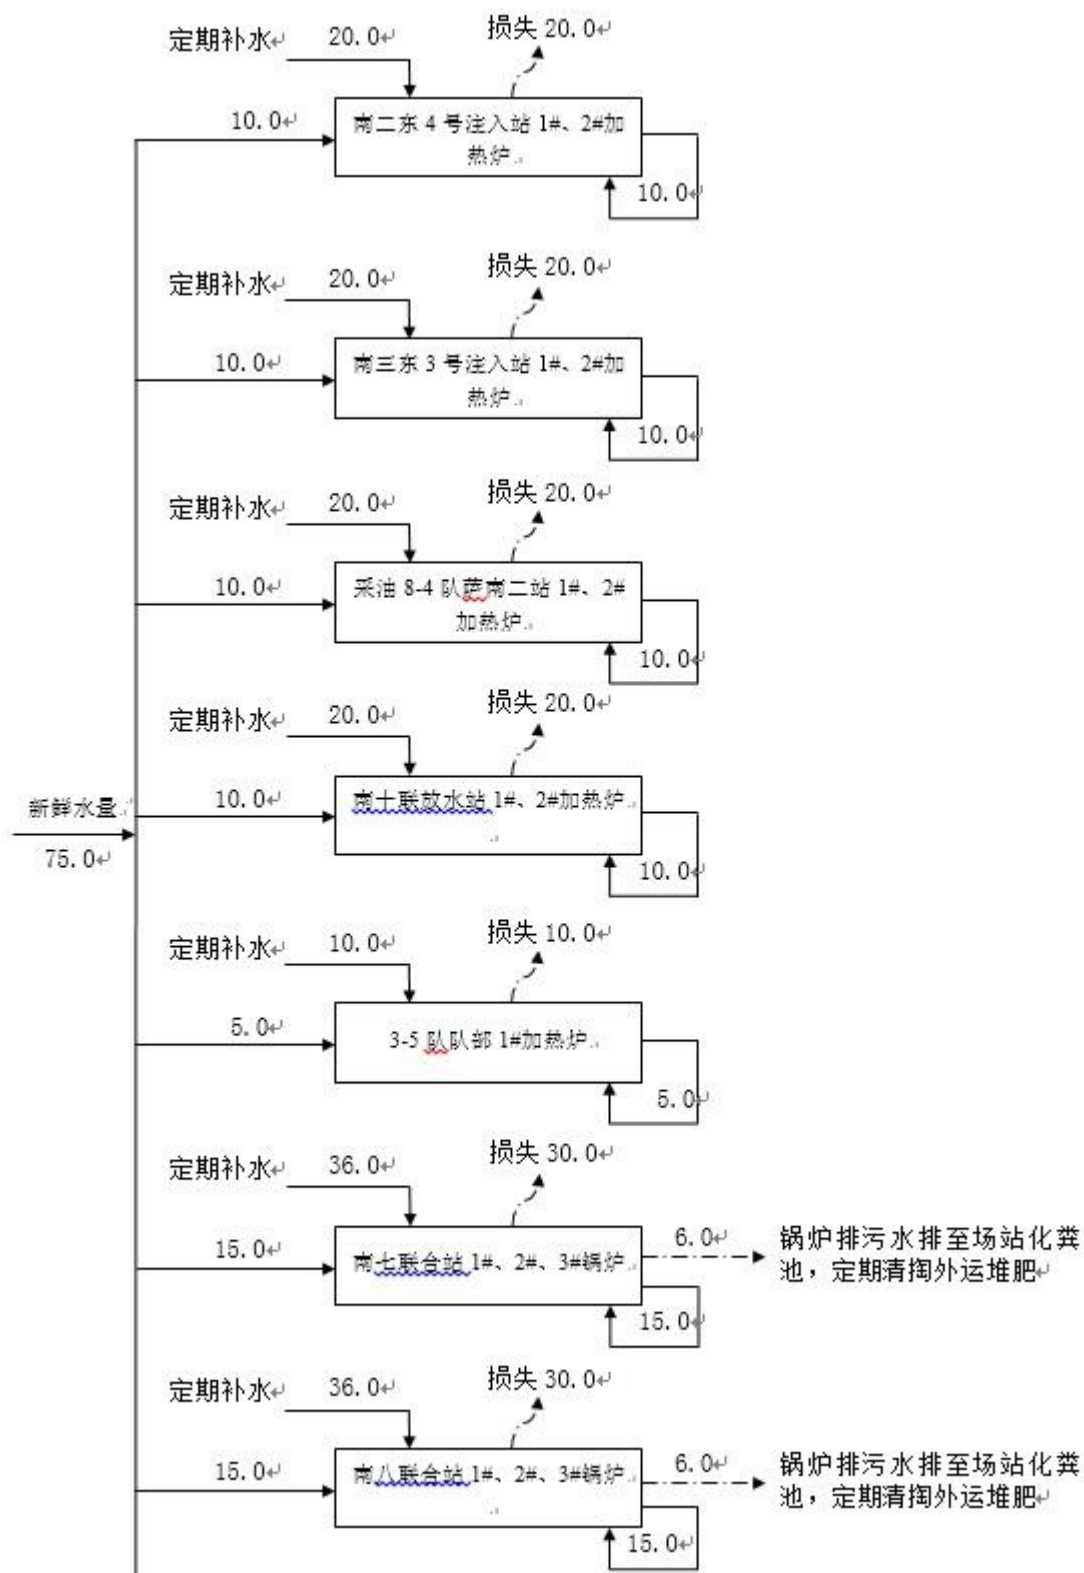 定期补水 20.0 损失 20.0
10.0
南二东 4 号注入站 1#、2#加
热炉
10.0
定期补水 20.0 损失 20.0
10.0
南三东 3 号注入站 1#、2#加
热炉
10.0
定期补水 20.0 损失 20.0
10.0
采油 8-4 队萨南二站 1#、2#
加热炉
10.0
定期补水 20.0 损失 20.0
10.0
南十联放水站 1#、2#加热炉
10.0
新鲜水量
75.0
定期补水 10.0 损失 10.0
5.0
3-5 队队部 1#加热炉
5.0
定期补水 36.0 损失 30.0
15.0
南七联合站 1#、2#、3#锅炉
6.0
锅炉排污水排至场站化粪
池，定期清掏外运堆肥
15.0
定期补水 36.0 损失 30.0
15.0
南八联合站 1#、2#、3#锅炉
6.0
锅炉排污水排至场站化粪
池，定期清掏外运堆肥
15.0